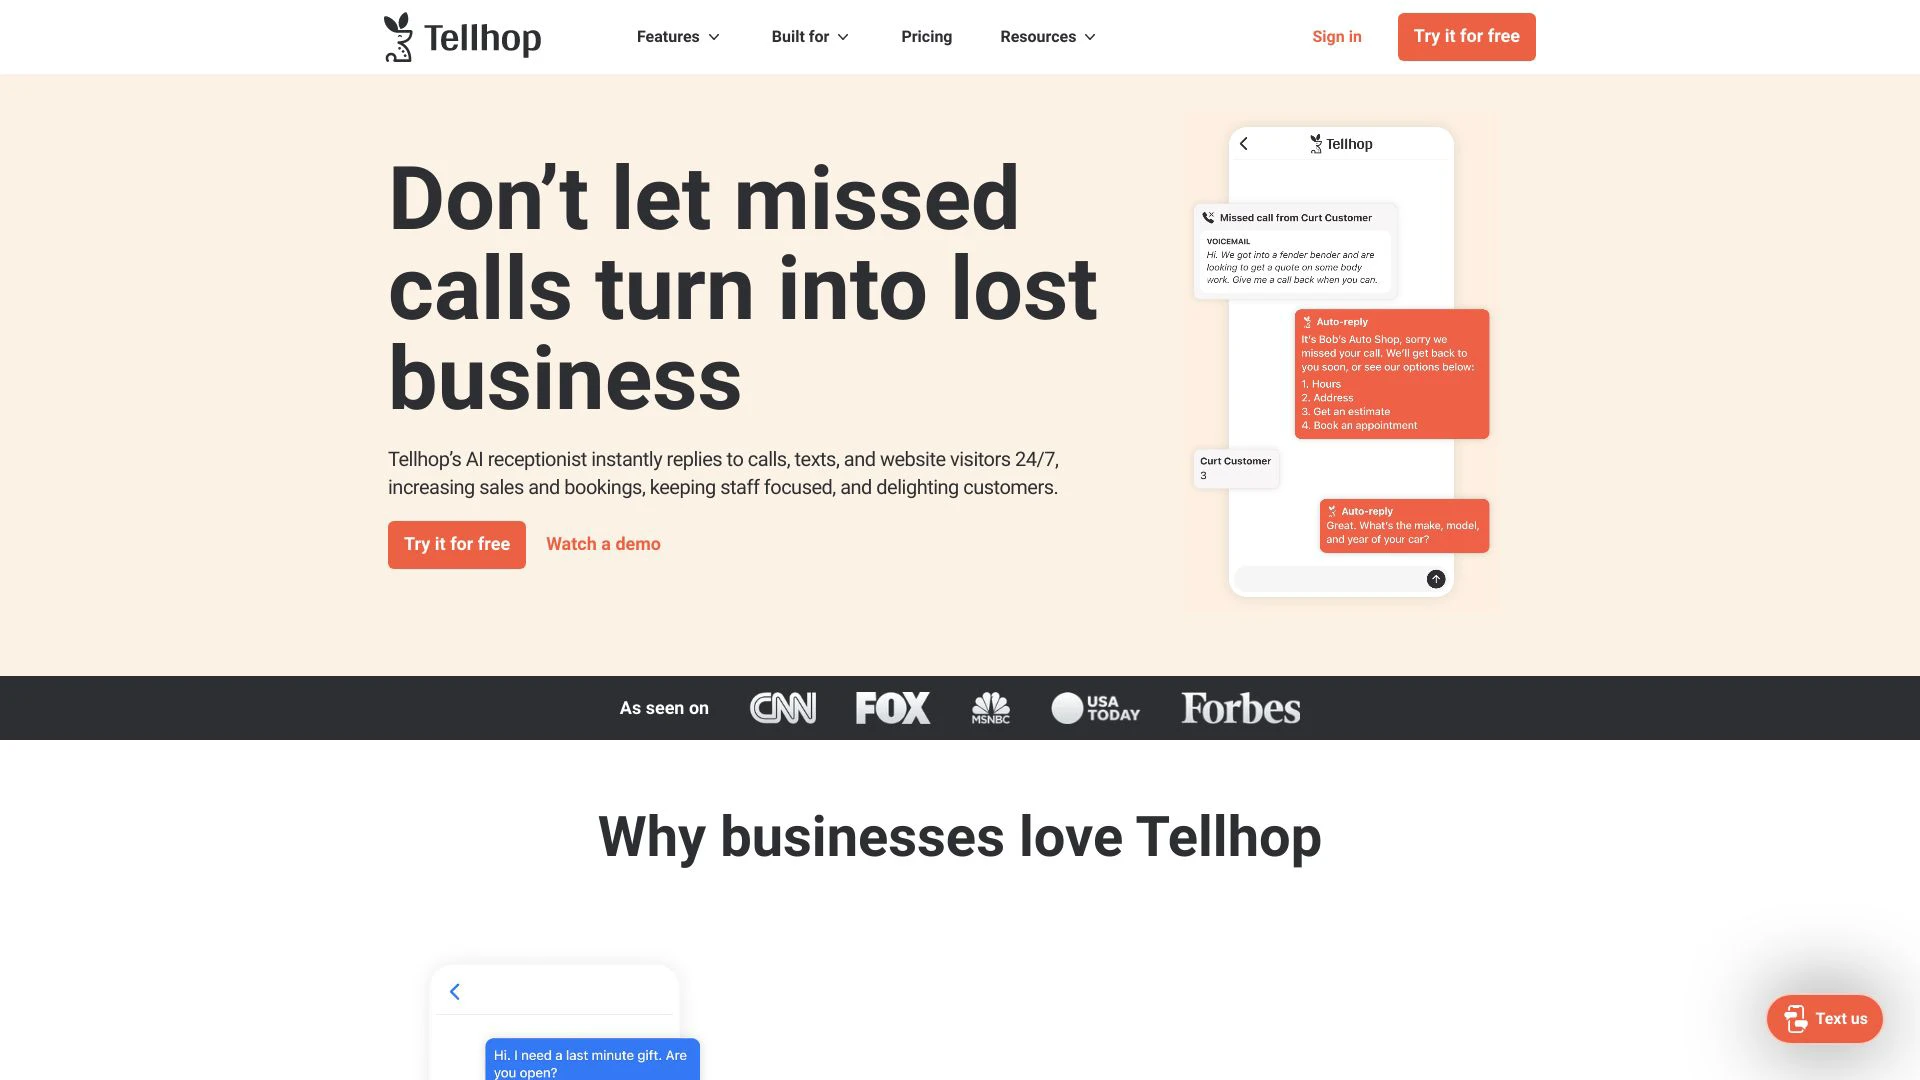 Tellhop
Features
Built for
Pricing
Resources
Sign in
Try it for free
Don’t let missed
calls turn into lost
business
Tellhop’s AI receptionist instantly replies to calls, texts, and website visitors 24/7,
increasing sales and bookings, keeping staff focused, and delighting customers.
Try it for free
Watch a demo
Tellhop
Missed call from Curt Customer
VOICEMAIL
Hi. We got into a fender bender and are
looking to get a quote on some body
work. Give me a call back when you can.
Auto-reply
It's Bob's Auto Shop, sorry we
missed your call. We'll get back to
you soon, or see our options below:
1. Hours
2. Address
3. Get an estimate
4. Book an appointment
Curt Customer
3
Auto-reply
Great. What's the make, model,
and year of your car?
As seen on
CNN
FOX
MSNBC
USA
TODAY
Forbes
Why businesses love Tellhop
Hi. I need a last minute gift. Are
you open?
Text us